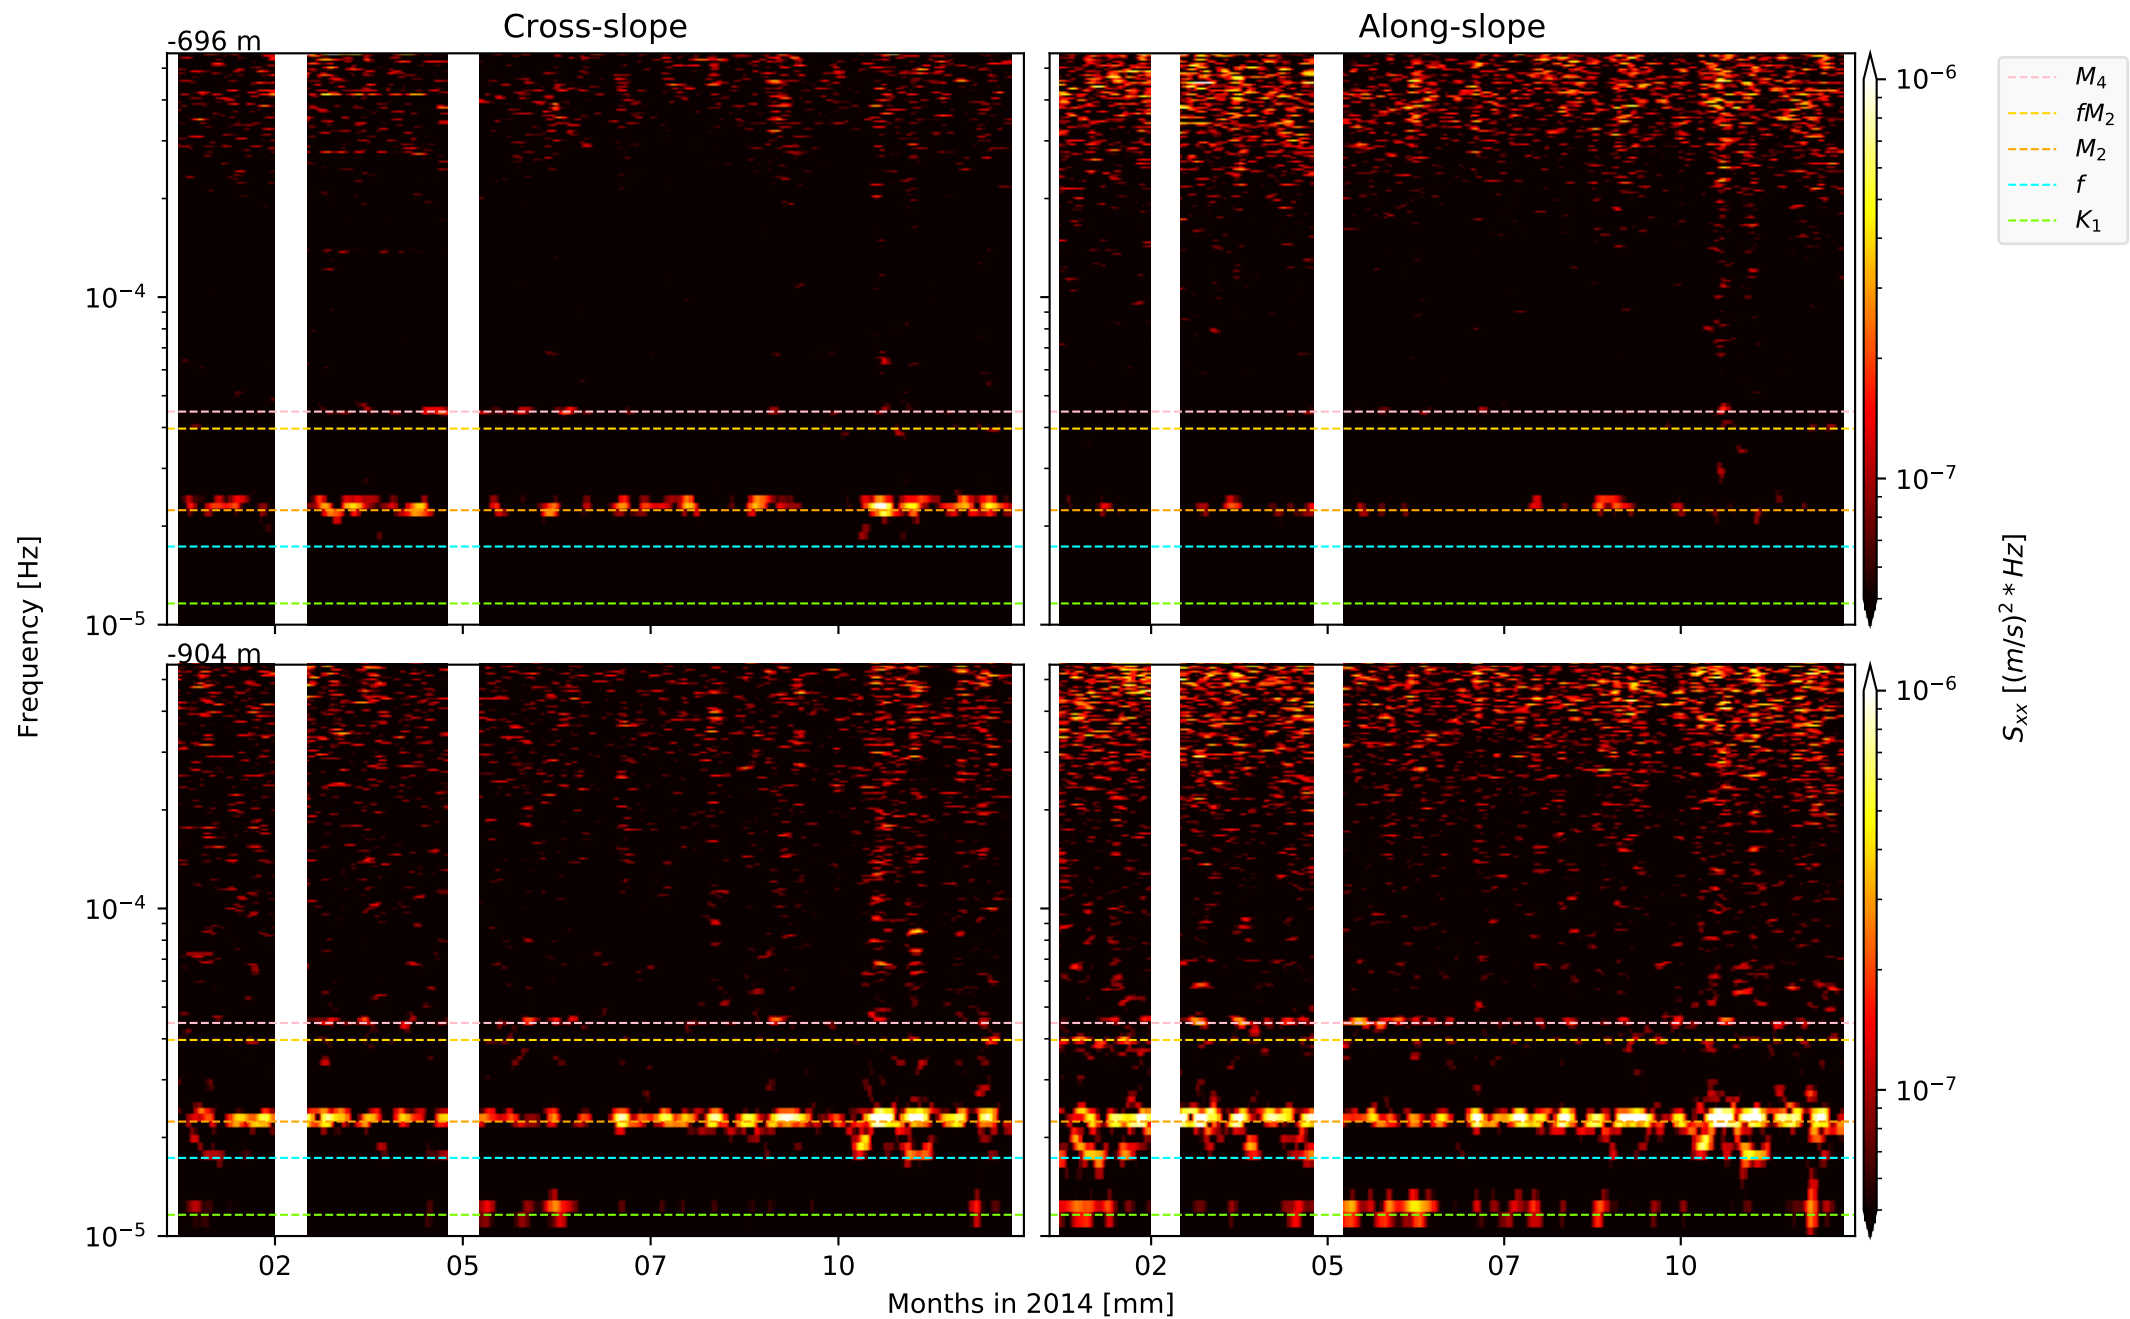 Cross-slope
Along-slope
-696 m
10⁻⁴
10⁻⁵
10⁻⁶
10⁻⁷
M₄
fM₂
M₂
f
K₁
Frequency [Hz]
Sₓₓ [(m/s)² * Hz]
-904 m
10⁻⁴
10⁻⁵
10⁻⁶
10⁻⁷
02
05
07
10
02
05
07
10
Months in 2014 [mm]